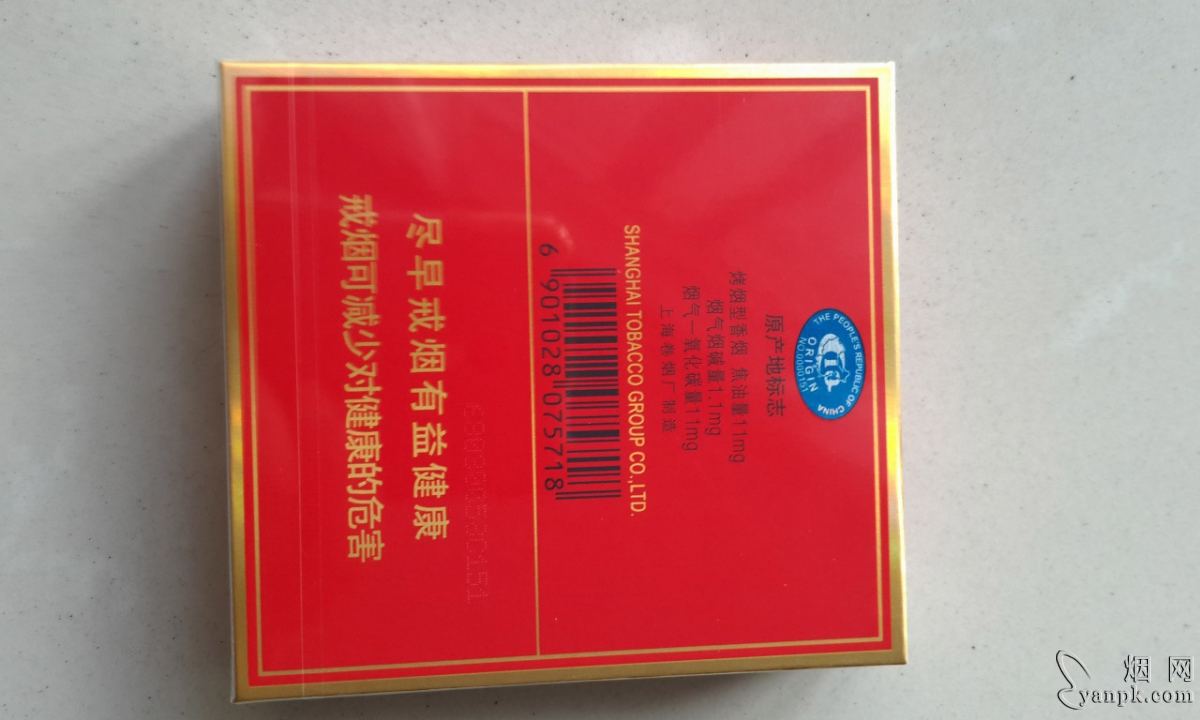 THE PEOPLE'S REPUBLIC OF CHINA
ORIGIN
NO.0000151
原产地标志
烤烟型香烟 焦油量11mg
烟气烟碱量1.1mg
烟气一氧化碳量11mg
上海卷烟厂制造
SHANGHAI TOBACCO GROUP CO.,LTD.
6 901028 075718
尽早戒烟有益健康
戒烟可减少对健康的危害
烟网
yanpk.com